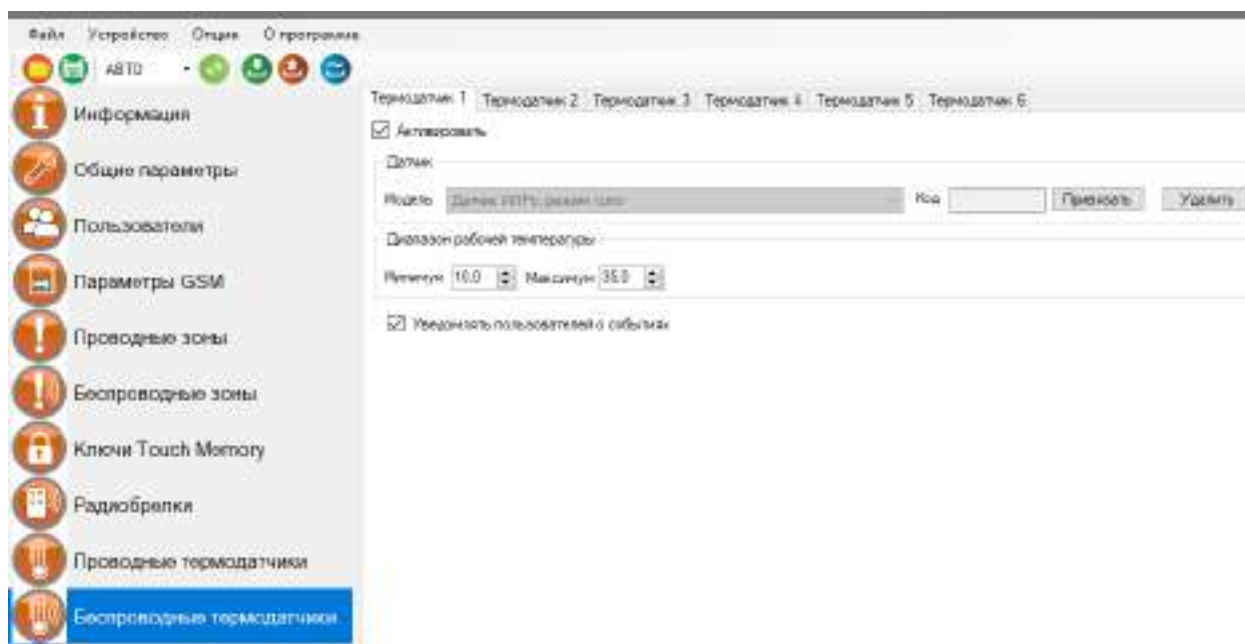 Файл Устройство Опции О программе
АВТО
Информация
Общие параметры
Пользователи
Параметры GSM
Проводные зоны
Беспроводные зоны
Ключи Touch Memory
Радиобрелки
Проводные термодатчики
Беспроводные термодатчики
Термодатчик 1 Термодатчик 2 Термодатчик 3 Термодатчик 4 Термодатчик 5 Термодатчик 6
Активировать
Датчик
Модель Код Привязать Удалить
Диапазон рабочей температуры
Минимум 10.0 Максимум 35.0
Уведомлять пользователей о событиях